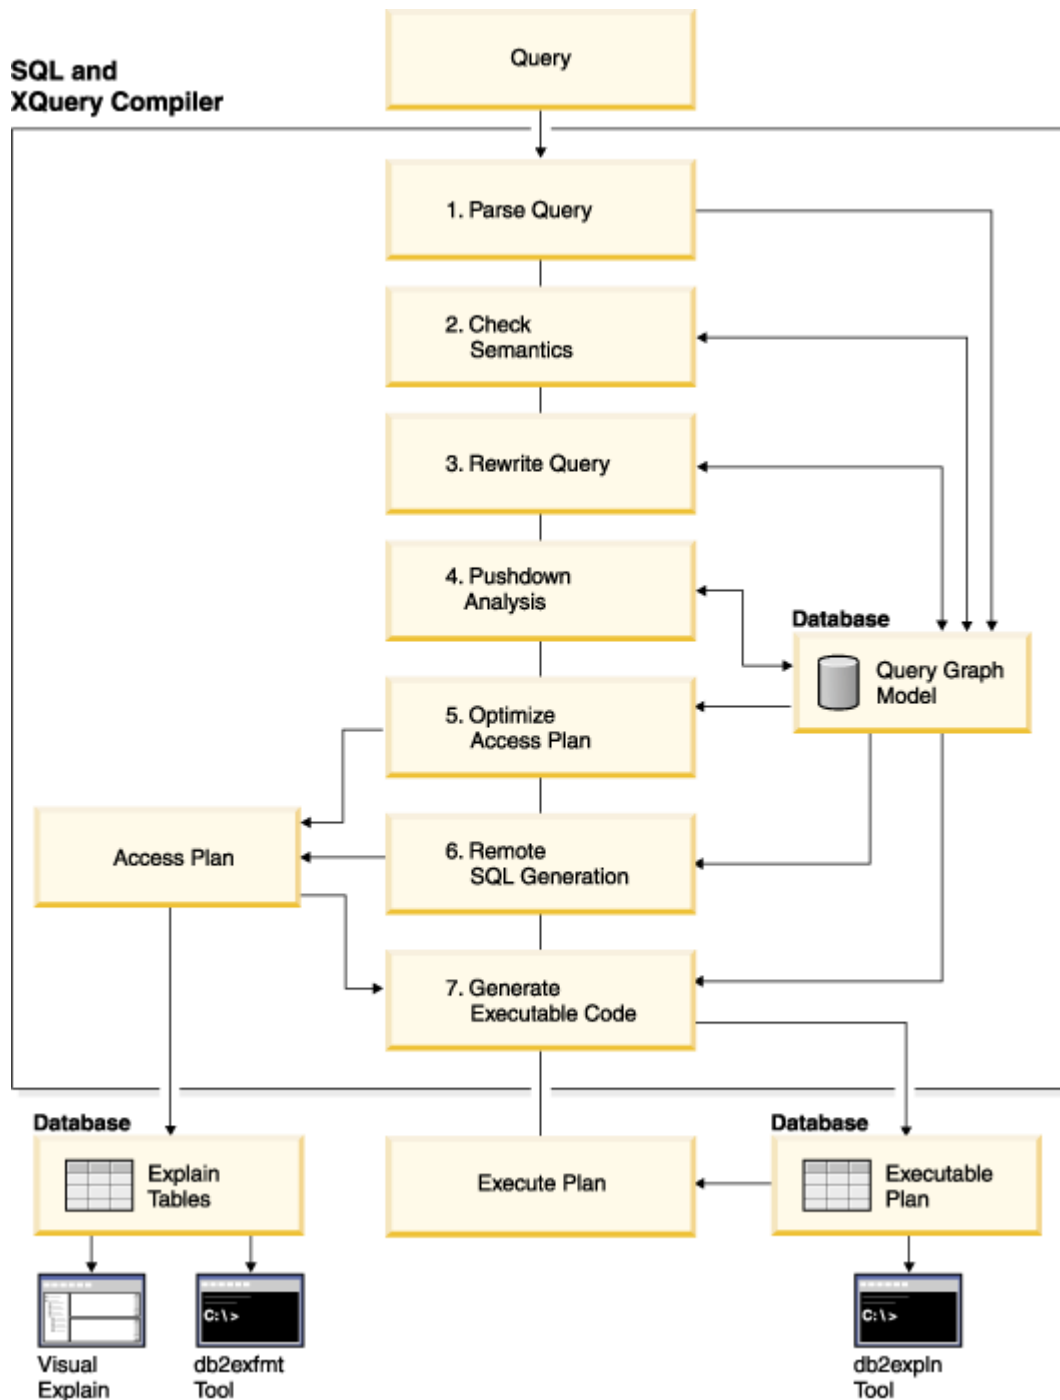 Query
SQL and
XQuery Compiler
1. Parse Query
2. Check
Semantics
3. Rewrite Query
4. Pushdown
Analysis
Database
Query Graph
Model
5. Optimize
Access Plan
Access Plan
6. Remote
SQL Generation
7. Generate
Executable Code
Database
Explain
Tables
Execute Plan
Database
Executable
Plan
C:\>
C:\>
Visual
Explain
db2exfmt
Tool
db2expln
Tool